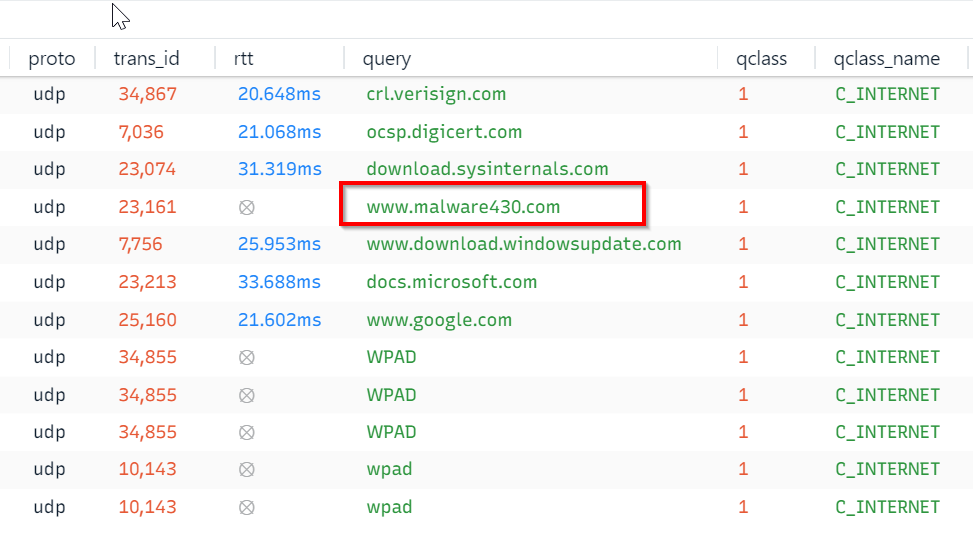 proto trans_id rtt query qclass qclass_name
udp 34,867 20.648ms crl.verisign.com 1 C_INTERNET
udp 7,036 21.068ms ocsp.digicert.com 1 C_INTERNET
udp 23,074 31.319ms download.sysinternals.com 1 C_INTERNET
udp 23,161 www.malware430.com 1 C_INTERNET
udp 7,756 25.953ms www.download.windowsupdate.com 1 C_INTERNET
udp 23,213 33.688ms docs.microsoft.com 1 C_INTERNET
udp 25,160 21.602ms www.google.com 1 C_INTERNET
udp 34,855 WPAD 1 C_INTERNET
udp 34,855 WPAD 1 C_INTERNET
udp 34,855 WPAD 1 C_INTERNET
udp 10,143 wpad 1 C_INTERNET
udp 10,143 wpad 1 C_INTERNET